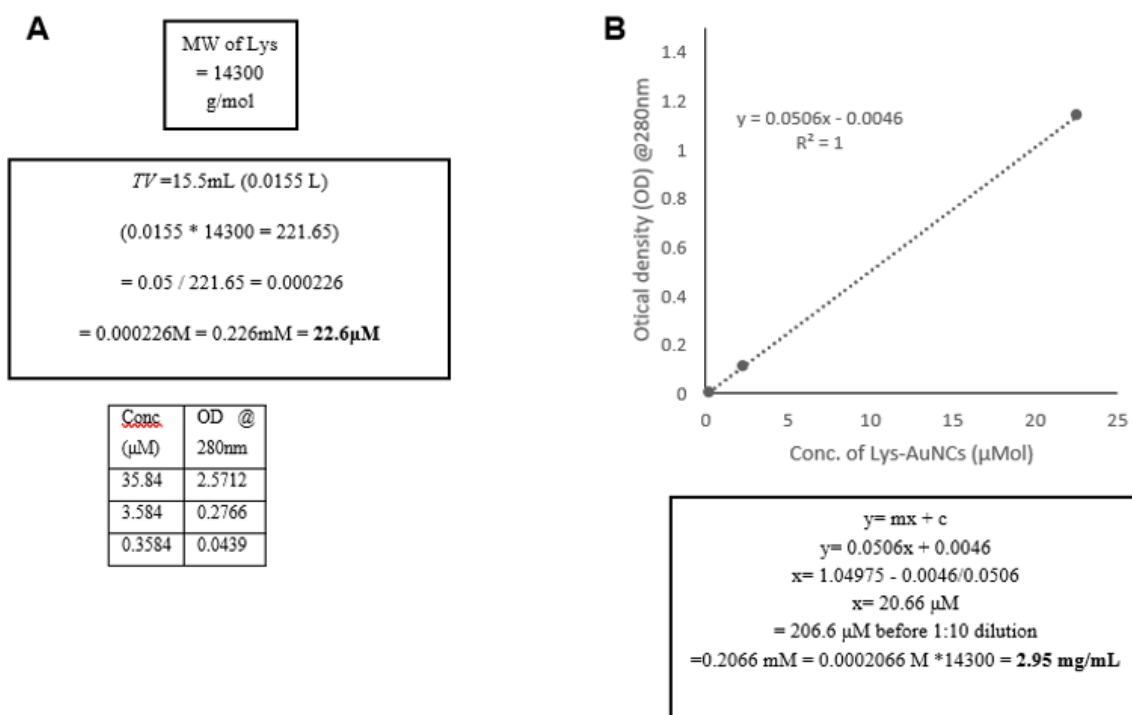 A
MW of Lys
= 14300
g/mol
TV =15.5mL (0.0155 L)
(0.0155 * 14300 = 221.65)
= 0.05 / 221.65 = 0.000226
= 0.000226M = 0.226mM = 22.6µM
Conc. (µM) OD @ 280nm
35.84 2.5712
3.584 0.2766
0.3584 0.0439
B
Otical density (OD) @280nm
1.4
1.2
1
0.8
0.6
0.4
0.2
0
y = 0.0506x - 0.0046
R² = 1
0 5 10 15 20 25
Conc. of Lys-AuNCs (µMol)
y= mx + c
y= 0.0506x + 0.0046
x= 1.04975 - 0.0046/0.0506
x= 20.66 µM
= 206.6 µM before 1:10 dilution
=0.2066 mM = 0.0002066 M *14300 = 2.95 mg/mL